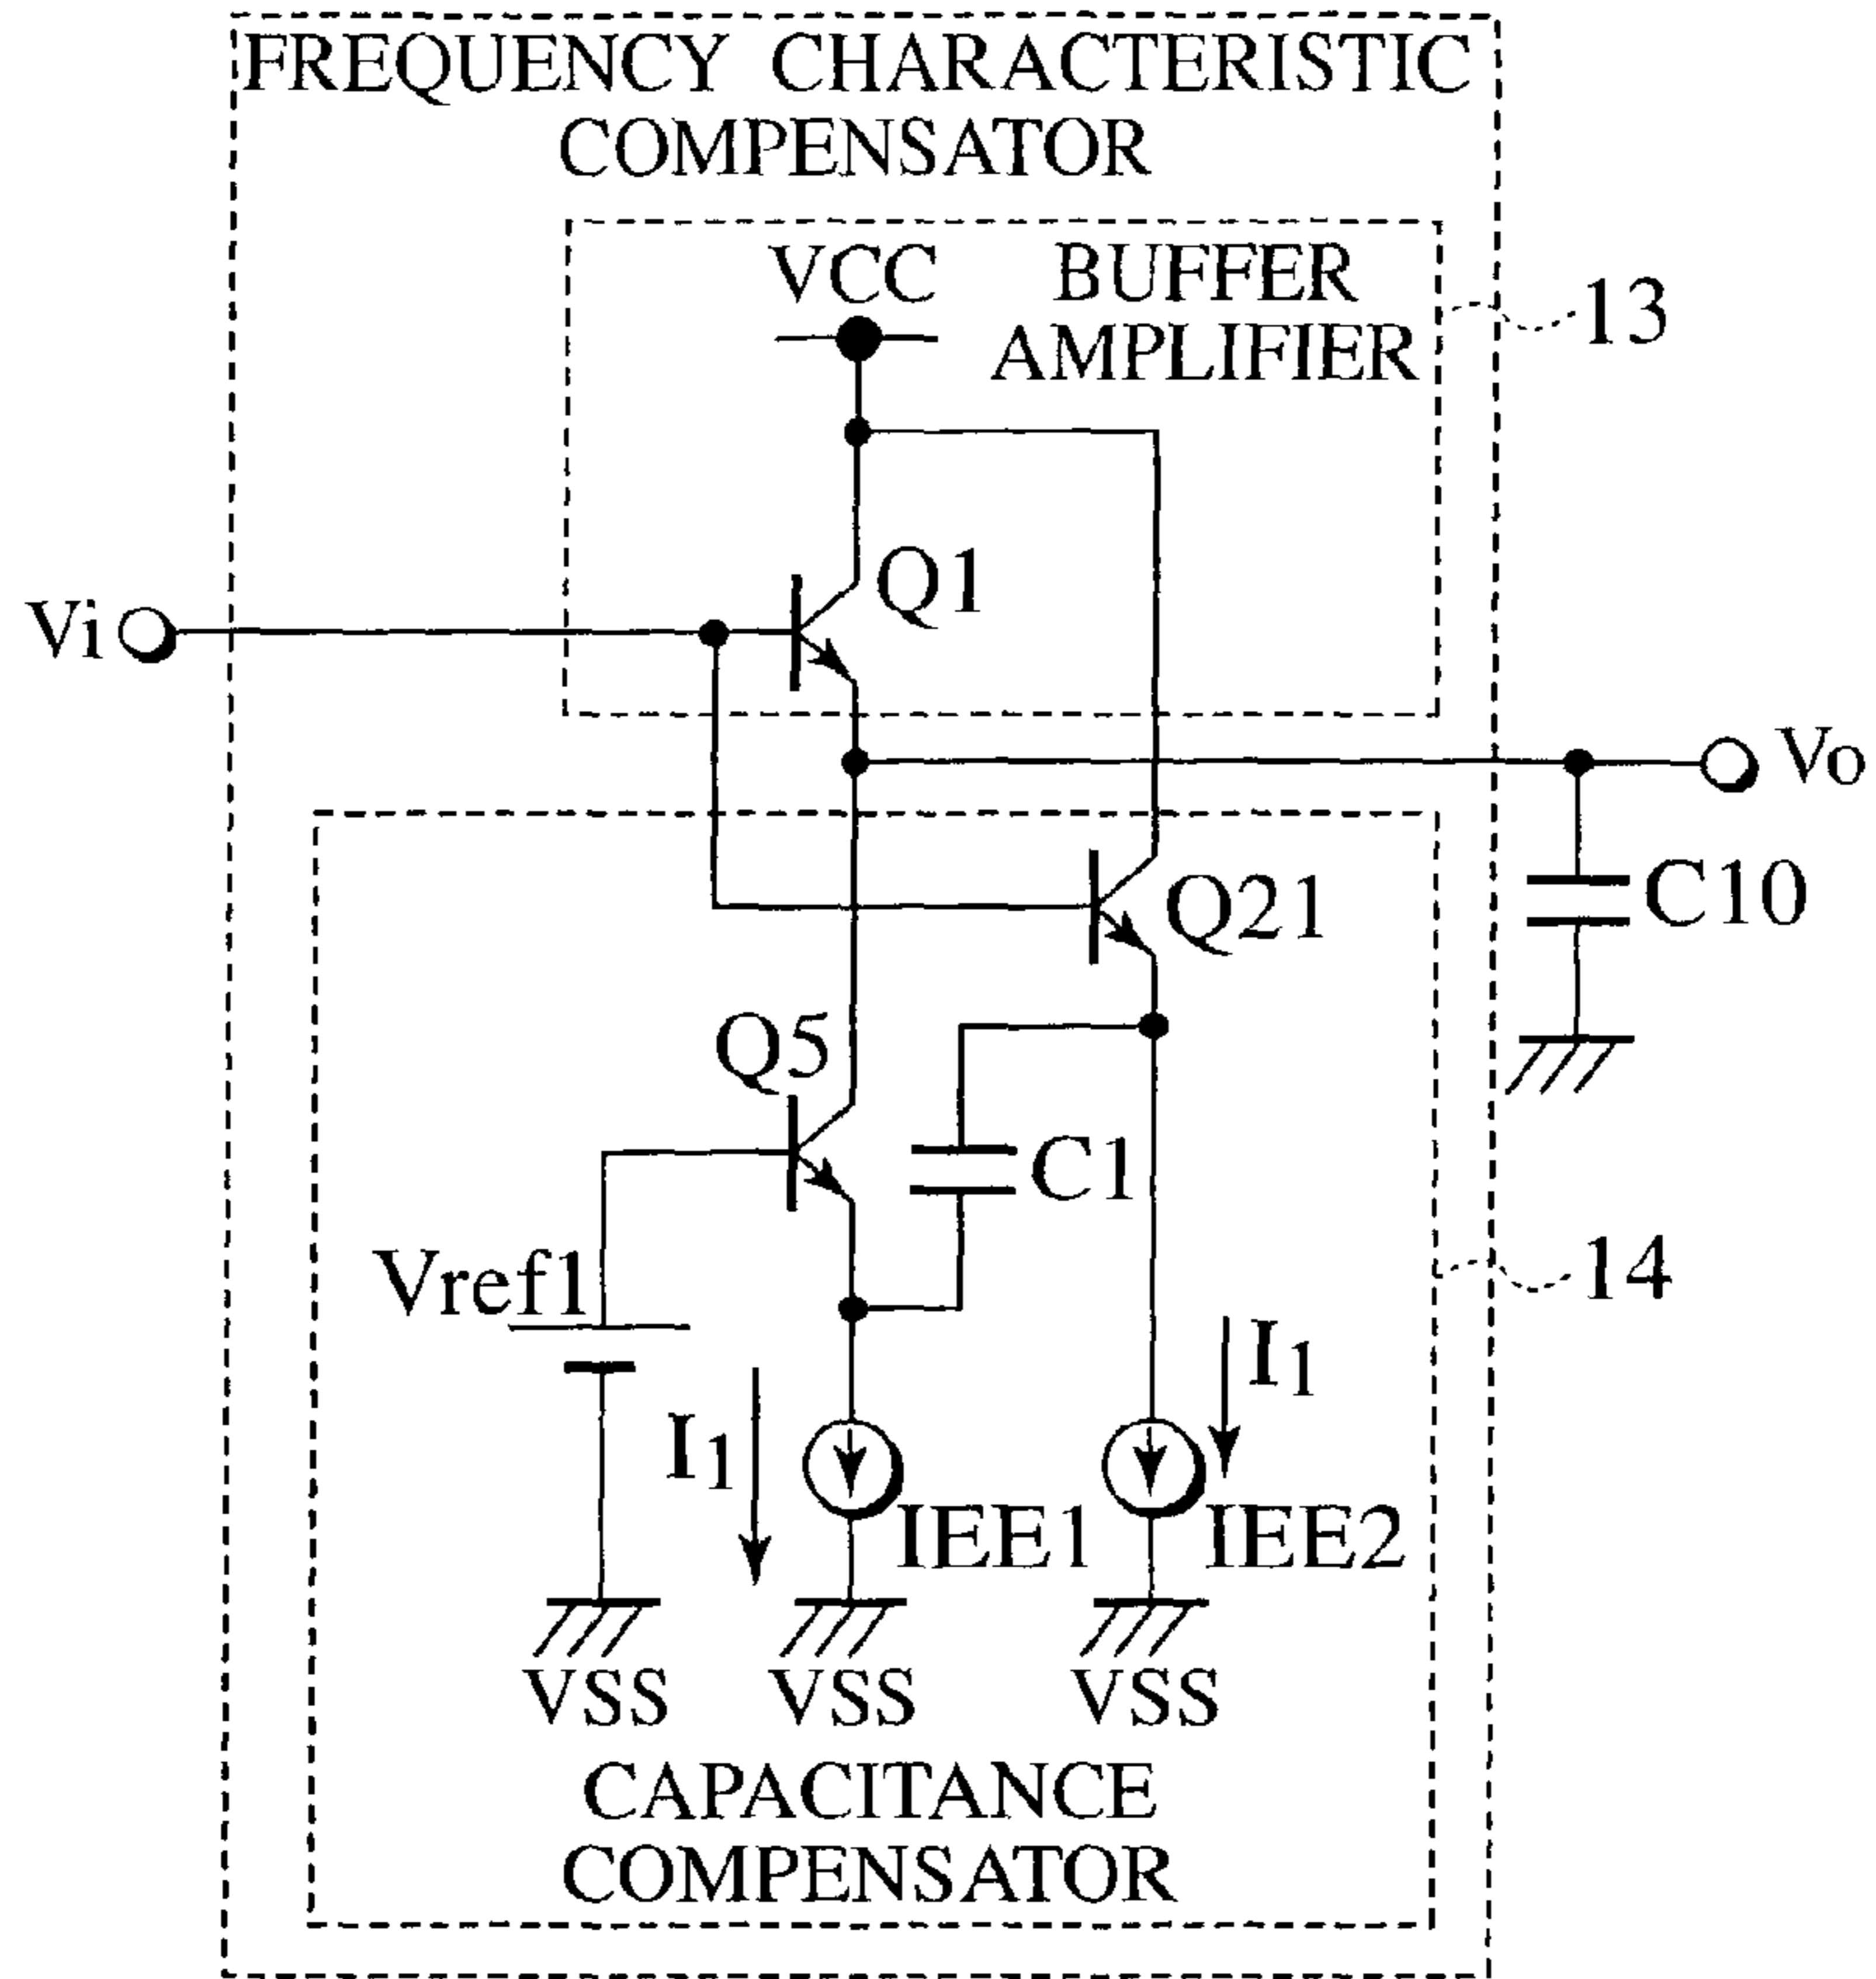 FREQUENCY CHARACTERISTIC
COMPENSATOR
VCC
BUFFER
AMPLIFIER
13
Q1
Vi
Vo
Q21
C10
Q5
C1
Vref1
14
I1
I1
IEE1
IEE2
VSS
VSS
VSS
CAPACITANCE
COMPENSATOR